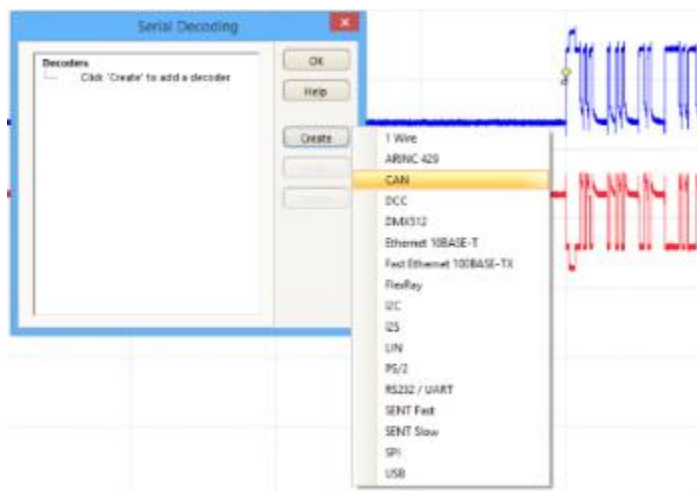 Serial Decoding
Decoders
Click 'Create' to add a decoder
OK
Help
Create
1 Wire
ARINC 429
CAN
DCC
DMX512
Ethernet 10BASE-T
Fast Ethernet 100BASE-TX
FlexRay
I2C
I2S
LIN
PS/2
RS232 / UART
SENT Fast
SENT Slow
SPI
USB